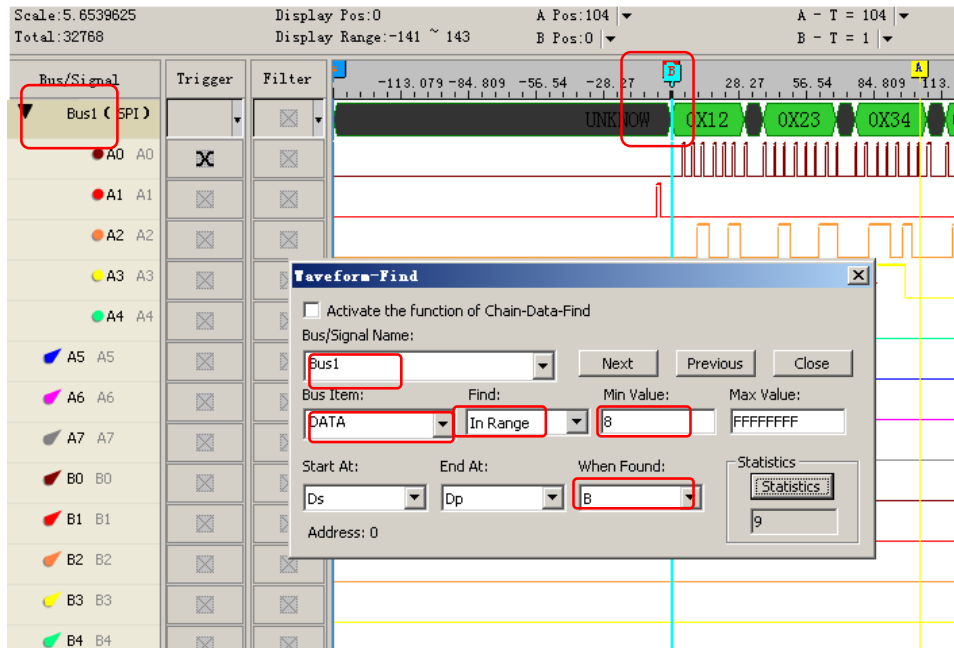 Scale:5.6539625 Display Pos:0 A Pos:104 A - T = 104
Total:32768 Display Range:-141 ~ 143 B Pos:0 B - T = 1
Bus/Signal Trigger Filter -113.079 -84.809 -56.54 -28.27 B 28.27 56.54 84.809 A 113.
Bus1 (SPI) UNKNOW 0X12 0X23 0X34
A0 A0
A1 A1
A2 A2
A3 A3
A4 A4
A5 A5
A6 A6
A7 A7
B0 B0
B1 B1
B2 B2
B3 B3
B4 B4
Waveform-Find
Activate the function of Chain-Data-Find
Bus/Signal Name:
Bus1 Next Previous Close
Bus Item: Find: Min Value: Max Value:
DATA In Range 8 FFFFFFFF
Start At: End At: When Found: Statistics
Ds Dp B Statistics
Address: 0 9